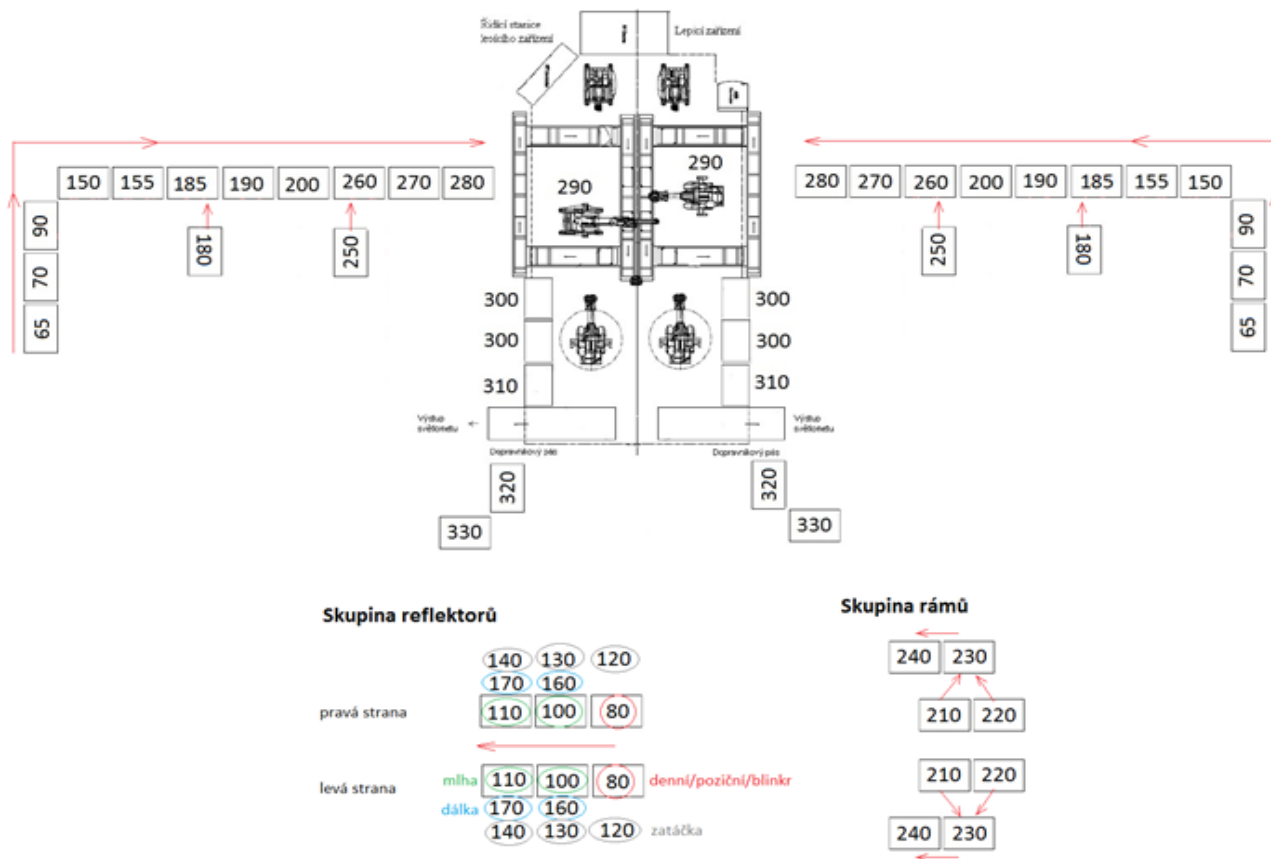 Řídicí stanice
lepicího zařízení
Lepicí zařízení
150 155 185 190 200 260 270 280
290
290
280 270 260 200 190 185 155 150
90
70
65
180
250
250
180
90
70
65
300
300
310
300
300
310
Výstup
světlometu
Výstup
světlometu
Dopravníkový pás
Dopravníkový pás
320
330
320
330
Skupina reflektorů
140 130 120
170 160
pravá strana 110 100 80
levá strana mlha 110 100 80 denní/poziční/blinkr
dálka 170 160
140 130 120 zatáčka
Skupina rámů
240 230
210 220
210 220
240 230